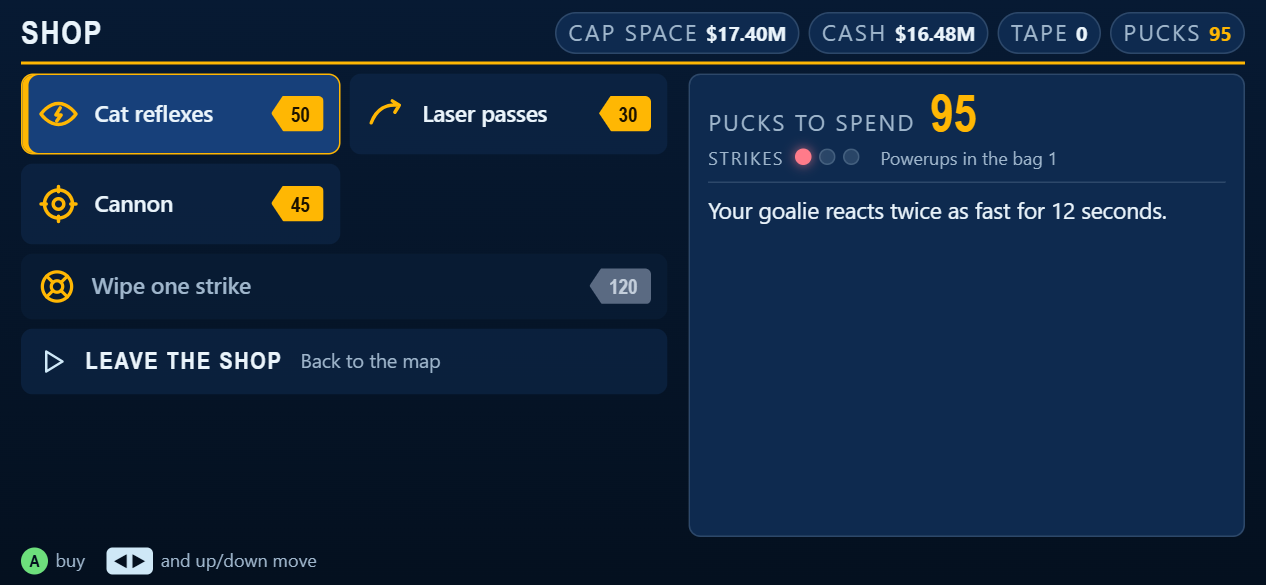 SHOP
CAP SPACE $17.40M
CASH $16.48M
TAPE 0
PUCKS 95
Cat reflexes 50
Laser passes 30
Cannon 45
Wipe one strike 120
LEAVE THE SHOP Back to the map
PUCKS TO SPEND 95
STRIKES Powerups in the bag 1
Your goalie reacts twice as fast for 12 seconds.
A buy and up/down move